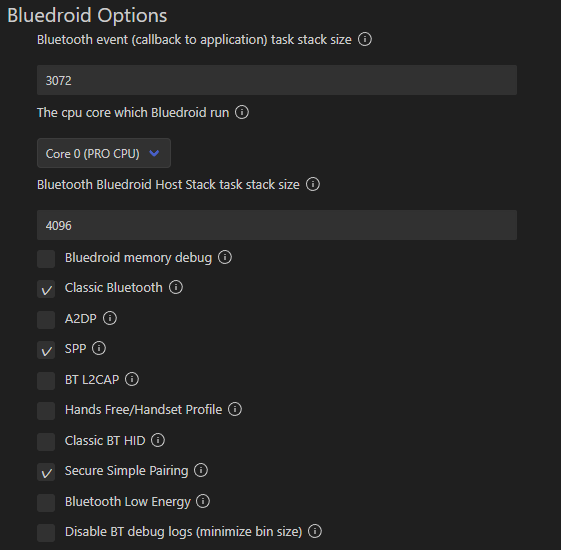 Bluedroid Options
Bluetooth event (callback to application) task stack size
3072
The cpu core which Bluedroid run
Core 0 (PRO CPU)
Bluetooth Bluedroid Host Stack task stack size
4096
Bluedroid memory debug
Classic Bluetooth
A2DP
SPP
BT L2CAP
Hands Free/Handset Profile
Classic BT HID
Secure Simple Pairing
Bluetooth Low Energy
Disable BT debug logs (minimize bin size)